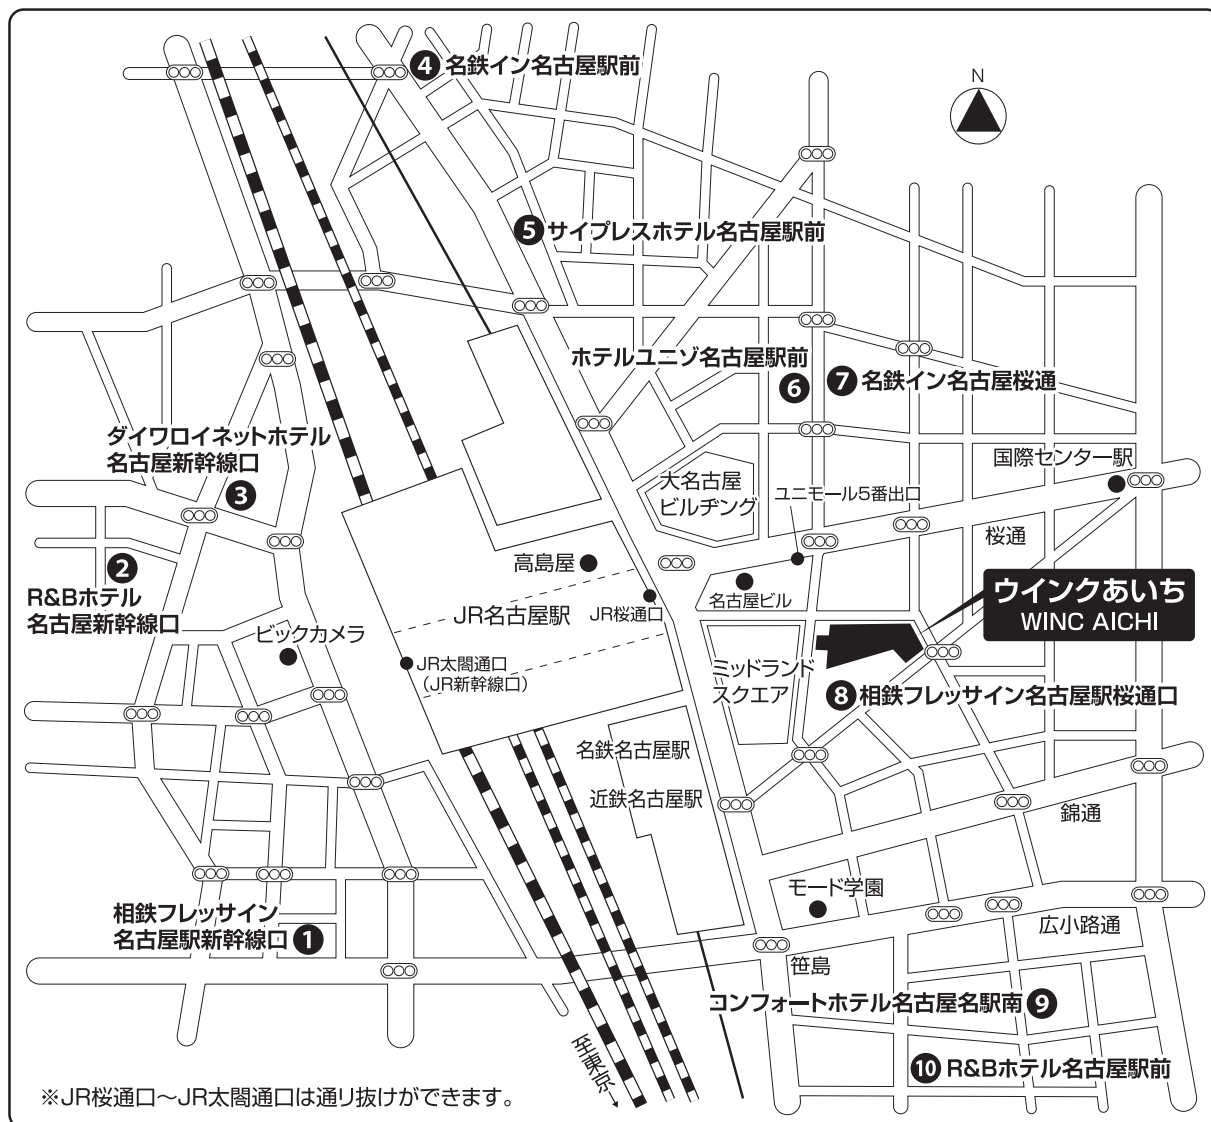 ❹ 名鉄イン名古屋駅前
N
❺ サイプレスホテル名古屋駅前
ホテルユニゾ名古屋駅前
❻
❼ 名鉄イン名古屋桜通
ダイワロイネットホテル
名古屋新幹線口
❸
大名古屋
ビルヂング
ユニモール5番出口
国際センター駅
桜通
❷
R&Bホテル
名古屋新幹線口
高島屋
JR名古屋駅
JR桜通口
名古屋ビル
ウインクあいち
WINC AICHI
ビックカメラ
JR太閤通口
（JR新幹線口）
ミッドランド
スクエア
❽ 相鉄フレッサイン名古屋駅桜通口
名鉄名古屋駅
近鉄名古屋駅
錦通
モード学園
相鉄フレッサイン
名古屋駅新幹線口 ❶
広小路通
笹島
コンフォートホテル名古屋名駅南 ❾
❿ R&Bホテル名古屋駅前
至東京→
※JR桜通口〜JR太閤通口は通り抜けができます。